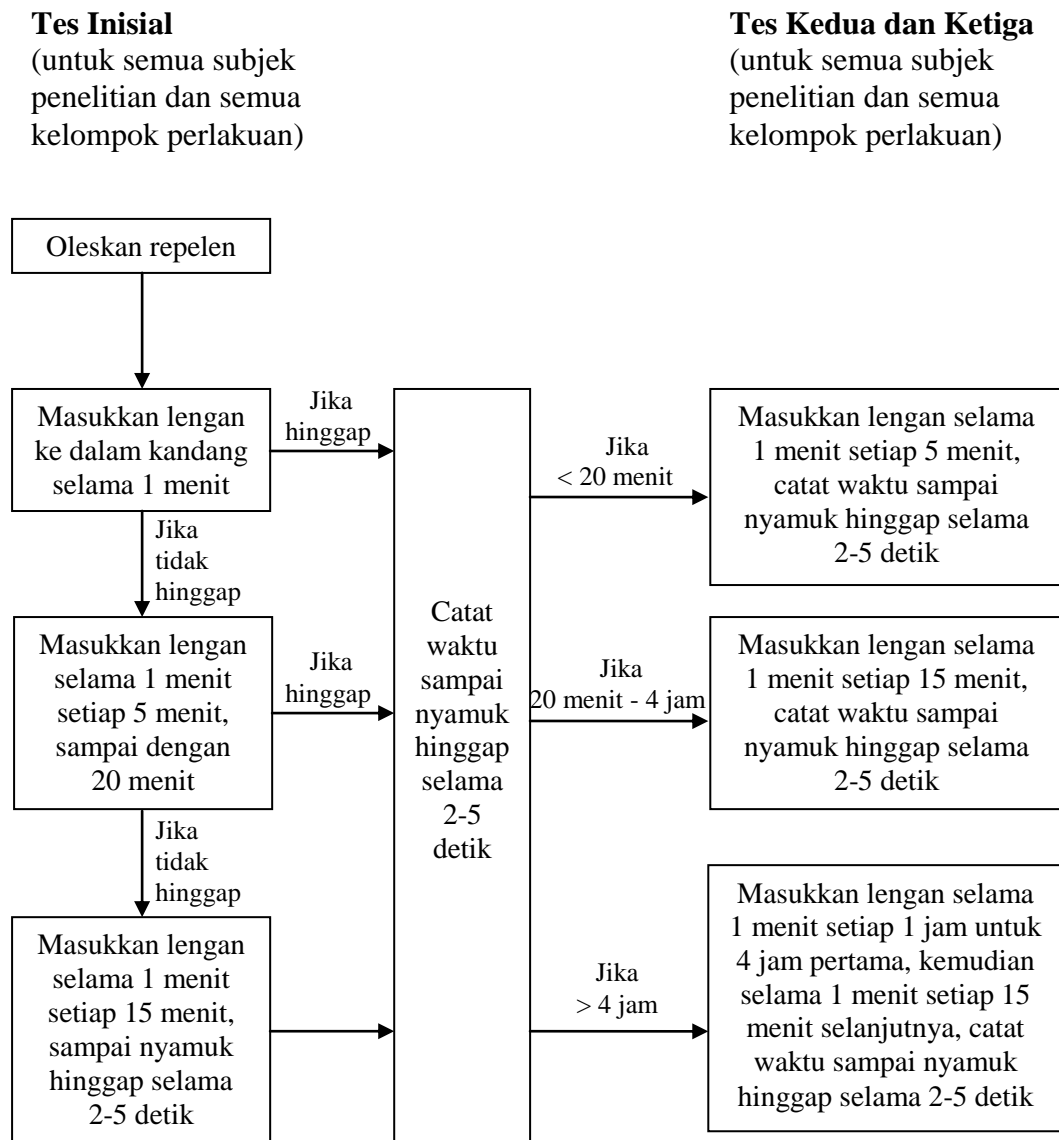 Tes Inisial
(untuk semua subjek
penelitian dan semua
kelompok perlakuan)
Tes Kedua dan Ketiga
(untuk semua subjek
penelitian dan semua
kelompok perlakuan)
Oleskan repelen
Masukkan lengan
ke dalam kandang
selama 1 menit
Jika
hinggap
Jika
tidak
hinggap
Masukkan lengan
selama 1 menit
setiap 5 menit,
sampai dengan
20 menit
Jika
hinggap
Jika
tidak
hinggap
Masukkan lengan
selama 1 menit
setiap 15 menit,
sampai nyamuk
hinggap selama
2-5 detik
Catat
waktu
sampai
nyamuk
hinggap
selama
2-5
detik
Jika
< 20 menit
Masukkan lengan selama
1 menit setiap 5 menit,
catat waktu sampai
nyamuk hinggap selama
2-5 detik
Jika
20 menit - 4 jam
Masukkan lengan selama
1 menit setiap 15 menit,
catat waktu sampai
nyamuk hinggap selama
2-5 detik
Jika
> 4 jam
Masukkan lengan selama
1 menit setiap 1 jam untuk
4 jam pertama, kemudian
selama 1 menit setiap 15
menit selanjutnya, catat
waktu sampai nyamuk
hinggap selama 2-5 detik